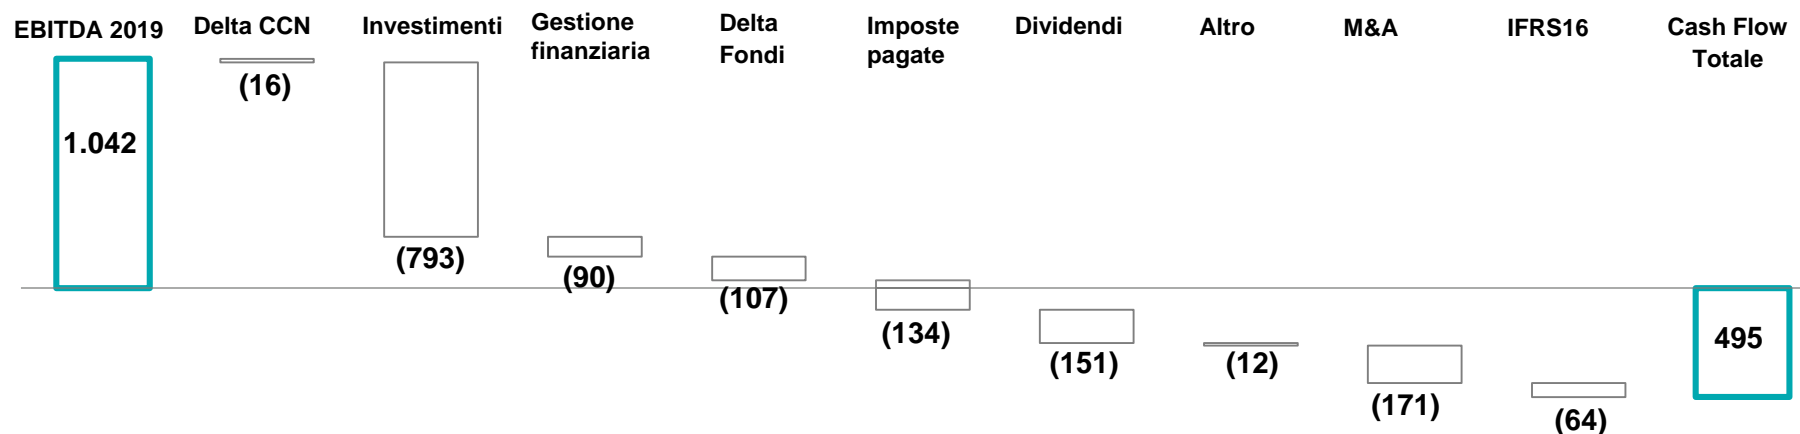 EBITDA 2019
Delta CCN
Investimenti
Gestione
finanziaria
Delta
Fondi
Imposte
pagate
Dividendi
Altro
M&A
IFRS16
Cash Flow
Totale
1.042
(16)
(793)
(90)
(107)
(134)
(151)
(12)
(171)
(64)
495